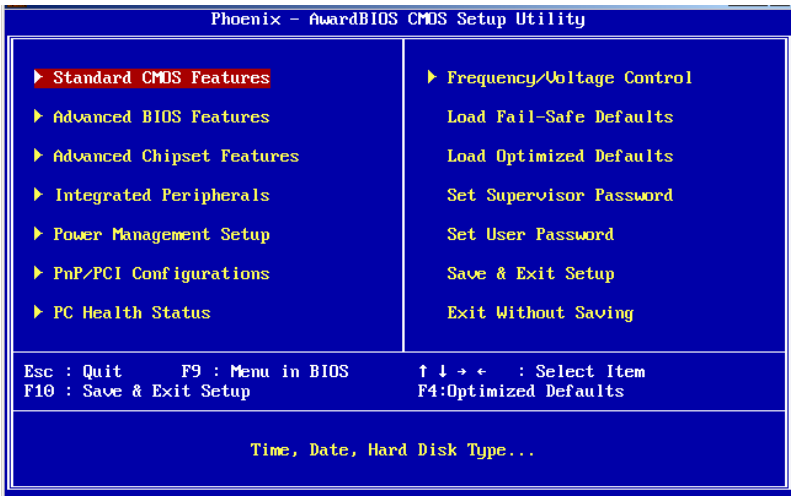 Phoenix - AwardBIOS CMOS Setup Utility
Standard CMOS Features
Advanced BIOS Features
Advanced Chipset Features
Integrated Peripherals
Power Management Setup
PnP/PCI Configurations
PC Health Status
Frequency/Voltage Control
Load Fail-Safe Defaults
Load Optimized Defaults
Set Supervisor Password
Set User Password
Save & Exit Setup
Exit Without Saving
Esc : Quit F9 : Menu in BIOS ↑ ↓ → ← : Select Item
F10 : Save & Exit Setup F4:Optimized Defaults
Time, Date, Hard Disk Type...